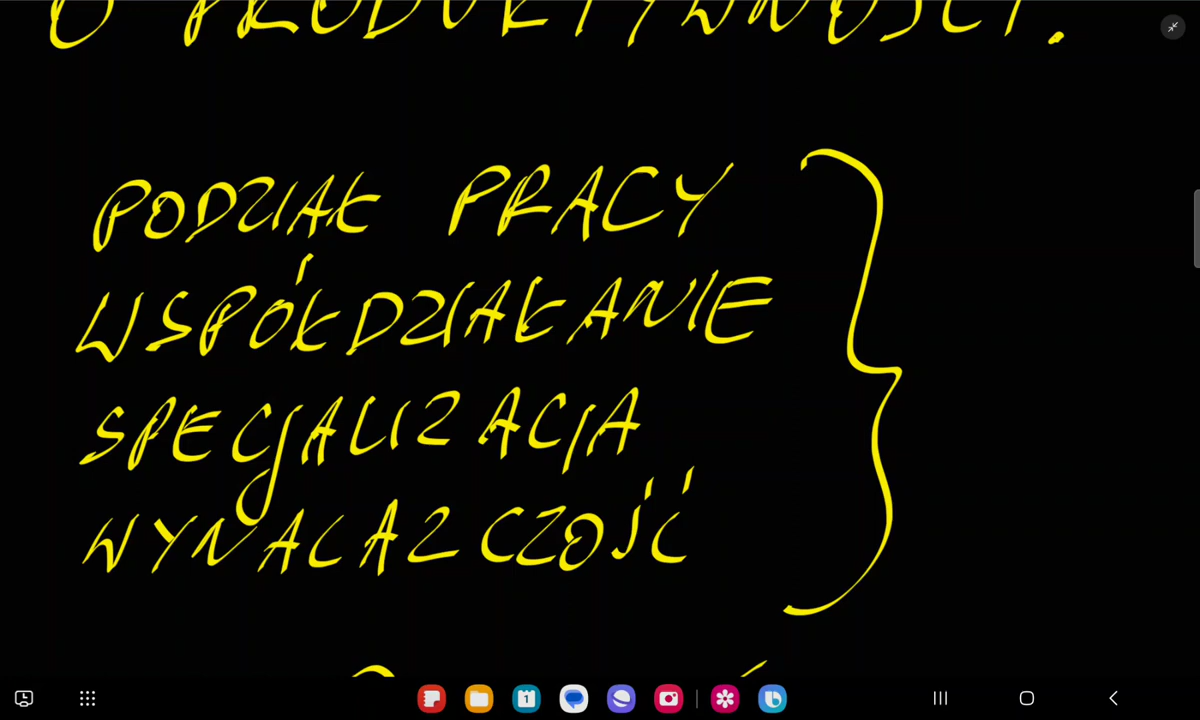 O PRODUKTYWNOŚCI.
PODZIAŁ PRACY
WSPÓŁDZIAŁANIE
SPECJALIZACJA
WYNALAZCZOŚĆ